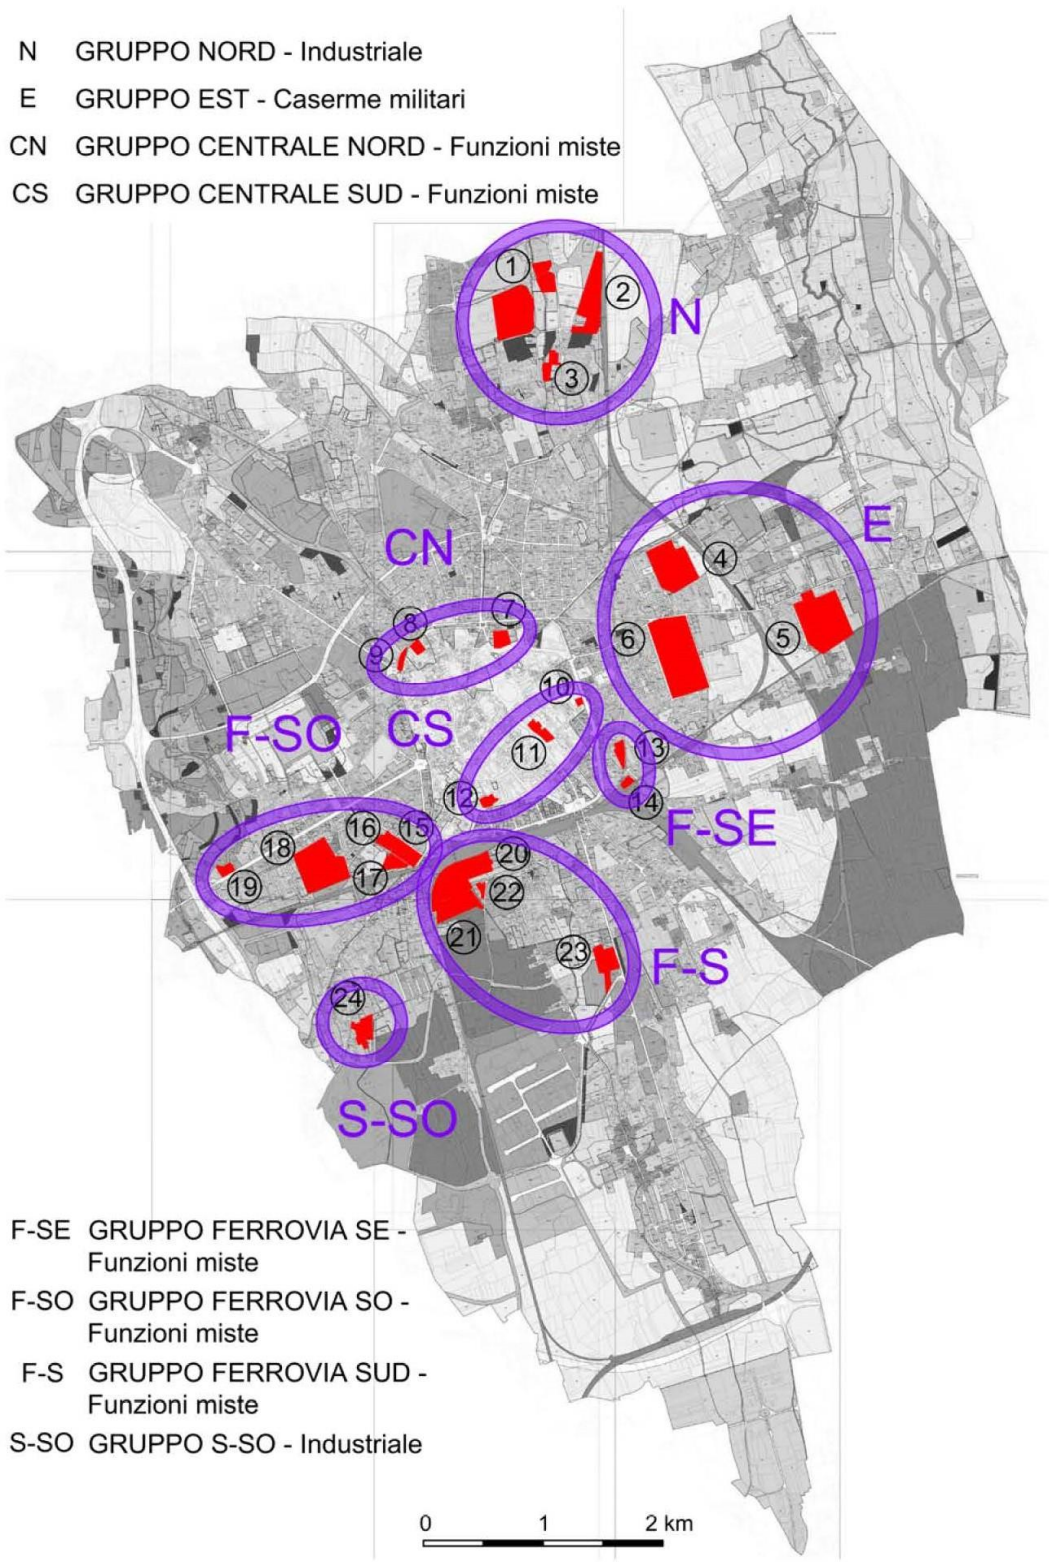 N GRUPPO NORD - Industriale
E GRUPPO EST - Caserme militari
CN GRUPPO CENTRALE NORD - Funzioni miste
CS GRUPPO CENTRALE SUD - Funzioni miste
1
2
N
3
E
CN
4
7
8
6
5
9
10
F-SO
CS
11
13
12
14
F-SE
16
15
18
20
17
19
22
21
23
F-S
24
S-SO
F-SE GRUPPO FERROVIA SE -
Funzioni miste
F-SO GRUPPO FERROVIA SO -
Funzioni miste
F-S GRUPPO FERROVIA SUD -
Funzioni miste
S-SO GRUPPO S-SO - Industriale
0 1 2 km